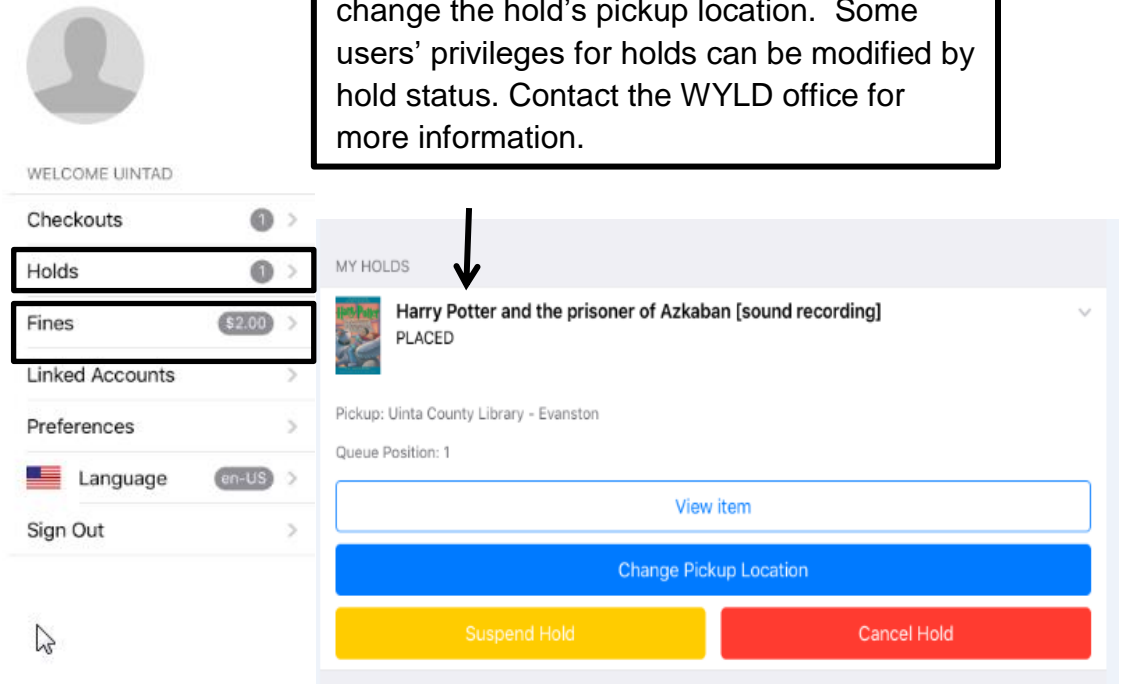 change the hold's pickup location.  Some
users' privileges for holds can be modified by
hold status. Contact the WYLD office for
more information.
WELCOME UINTAD
Checkouts 1
Holds 1
Fines $2.00
Linked Accounts
Preferences
Language en-US
Sign Out
MY HOLDS
Harry Potter and the prisoner of Azkaban [sound recording]
PLACED
Pickup: Uinta County Library - Evanston
Queue Position: 1
View item
Change Pickup Location
Suspend Hold
Cancel Hold